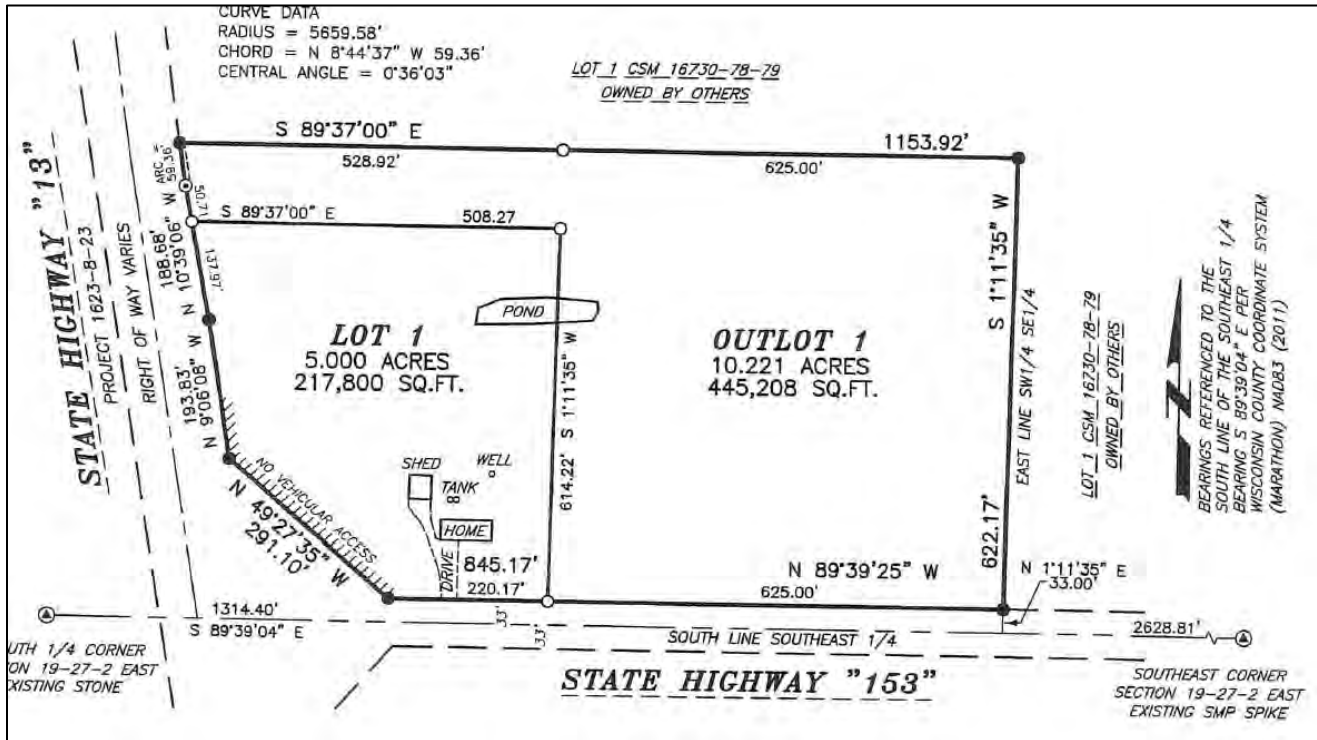 CURVE DATA
RADIUS = 5659.58'
CHORD = N 8°44'37" W 59.36'
CENTRAL ANGLE = 0°36'03"
LOT 1 CSM 16730-78-79
OWNED BY OTHERS
S 89°37'00" E
1153.92'
528.92'
625.00'
ARC =
59.36'
50.71
S 89°37'00" E
508.27
STATE HIGHWAY "13"
PROJECT 1623-8-23
RIGHT OF WAY VARIES
188.68'
N 10°39'06" W
137.97'
193.83'
N 9°06'08" W
POND
LOT 1
5.000 ACRES
217,800 SQ.FT.
614.22' S 1°11'35" W
OUTLOT 1
10.221 ACRES
445,208 SQ.FT.
S 1°11'35" W
EAST LINE SW1/4 SE1/4
622.17'
LOT 1 CSM 16730-78-79
OWNED BY OTHERS
BEARINGS REFERENCED TO THE
SOUTH LINE OF THE SOUTHEAST 1/4
BEARING S 89°39'04" E PER
WISCONSIN COUNTY COORDINATE SYSTEM
(MARATHON) NAD83 (2011)
NO VEHICULAR ACCESS
N 49°27'35" W
291.10'
SHED
WELL
TANK
HOME
DRIVE
845.17'
220.17'
N 89°39'25" W
625.00'
N 1°11'35" E
33.00'
1314.40'
S 89°39'04" E
33'
33'
SOUTH LINE SOUTHEAST 1/4
2628.81'
UTH 1/4 CORNER
ON 19-27-2 EAST
XISTING STONE
STATE HIGHWAY "153"
SOUTHEAST CORNER
SECTION 19-27-2 EAST
EXISTING SMP SPIKE